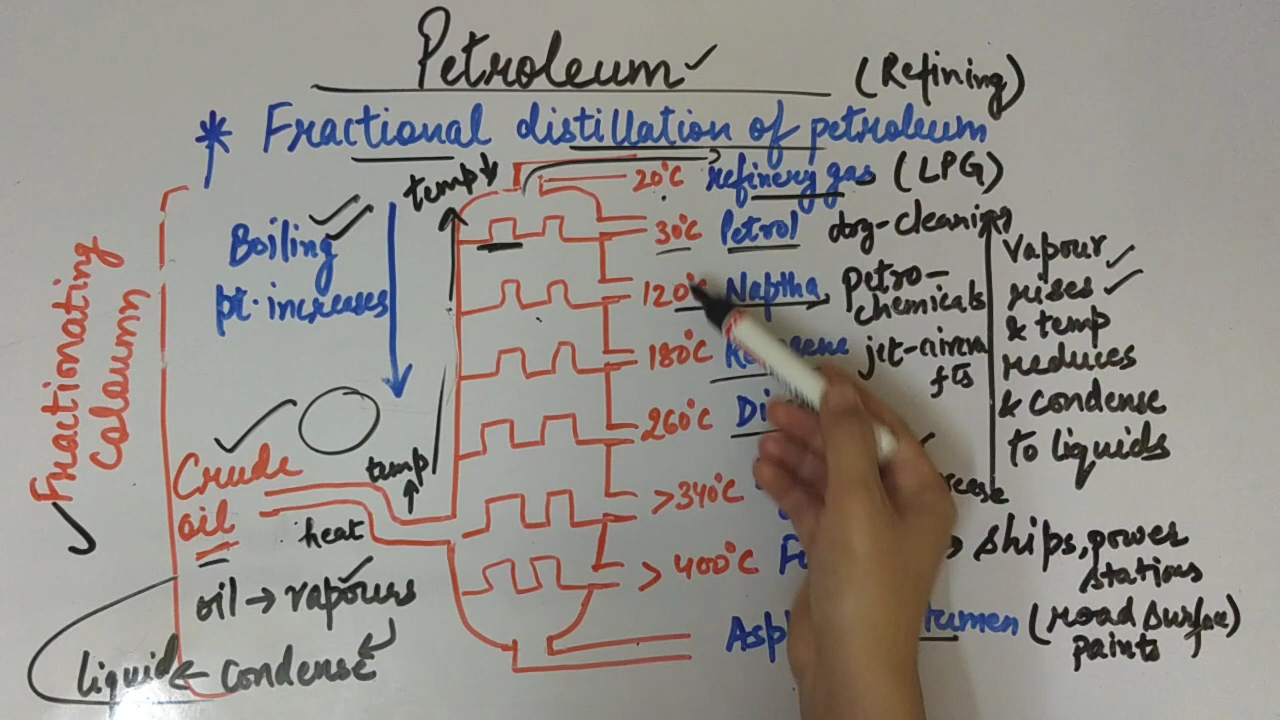 Petroleum
(Refining)
* Fractional distillation of petroleum
temp↓
20°C refinery gas (LPG)
30°C Petrol dry-cleaning
120°C Naptha petro-
chemicals
180°C jet-aircra
fts
260°C
>340°C
>400°C → ships, power
stations
(road surface)
paints
Boiling
pt. increases
Fractionating
Coloumn
Crude
oil
temp
↑
heat
oil → vapours
liquid ← condense
Vapour
rises
& temp
reduces
& condense
to liquids